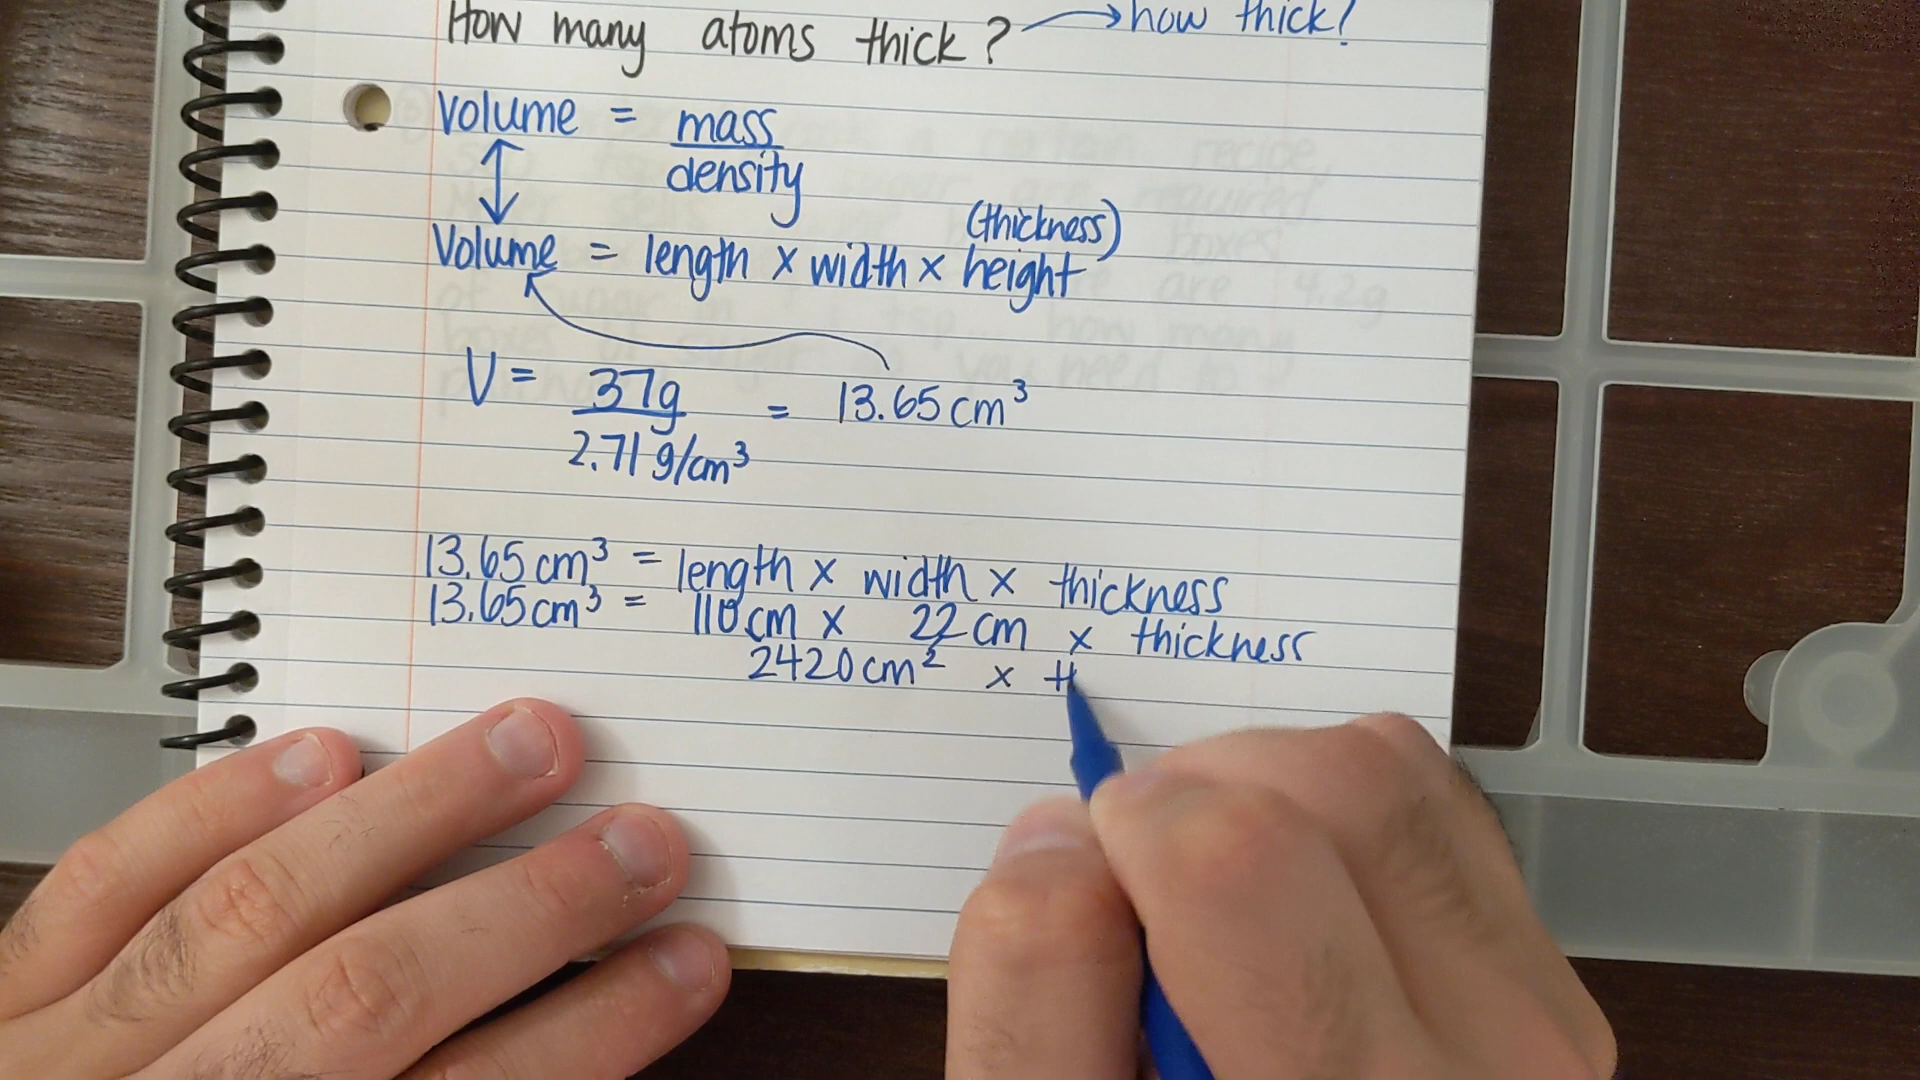 How many atoms thick? → how thick?
volume = mass
density
(thickness)
Volume = length x width x height
V = 37g = 13.65 cm³
2.71 g/cm³
13.65 cm³ = length x width x thickness
13.65 cm³ = 110 cm x 22 cm x thickness
2420 cm² x t